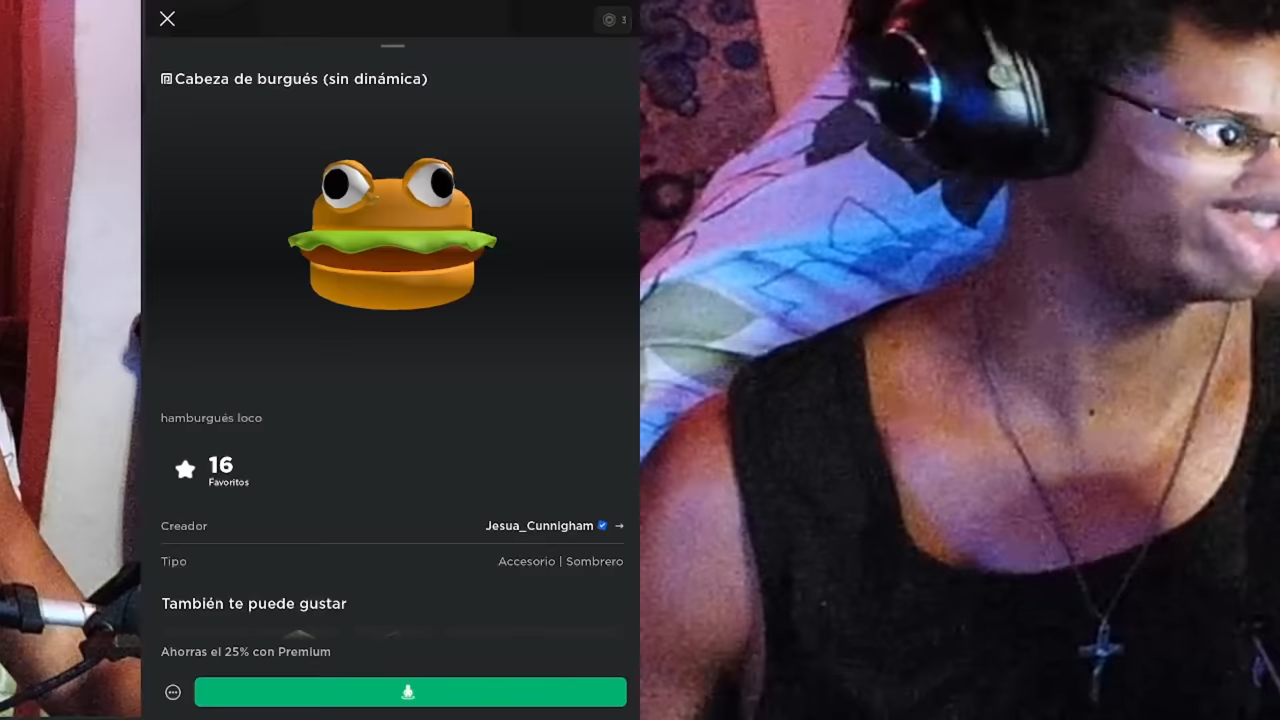 3
Cabeza de burgués (sin dinámica)
hamburgués loco
16
Favoritos
Creador
Jesua_Cunnigham
Tipo
Accesorio | Sombrero
También te puede gustar
Ahorras el 25% con Premium